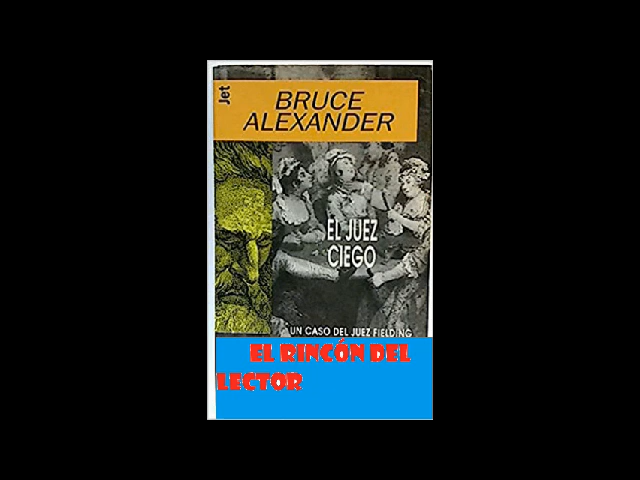 Jet
BRUCE
ALEXANDER
EL JUEZ
CIEGO
UN CASO DEL JUEZ FIELDING
EL RINCÓN DEL
LECTOR